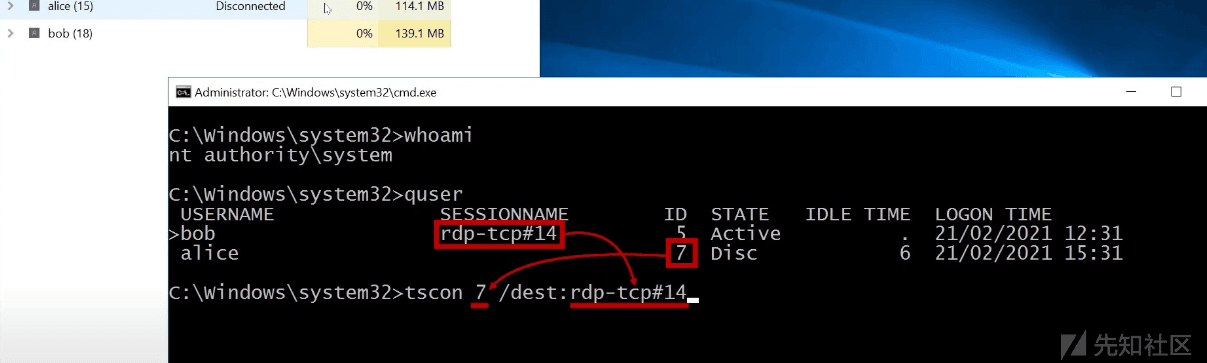 alice (15) Disconnected 0% 114.1 MB
bob (18) 0% 139.1 MB
Administrator: C:\Windows\system32\cmd.exe
C:\Windows\system32>whoami
nt authority\system
C:\Windows\system32>quser
USERNAME SESSIONNAME ID STATE IDLE TIME LOGON TIME
>bob rdp-tcp#14 5 Active . 21/02/2021 12:31
alice 7 Disc 6 21/02/2021 15:31
C:\Windows\system32>tscon 7 /dest:rdp-tcp#14
先知社区